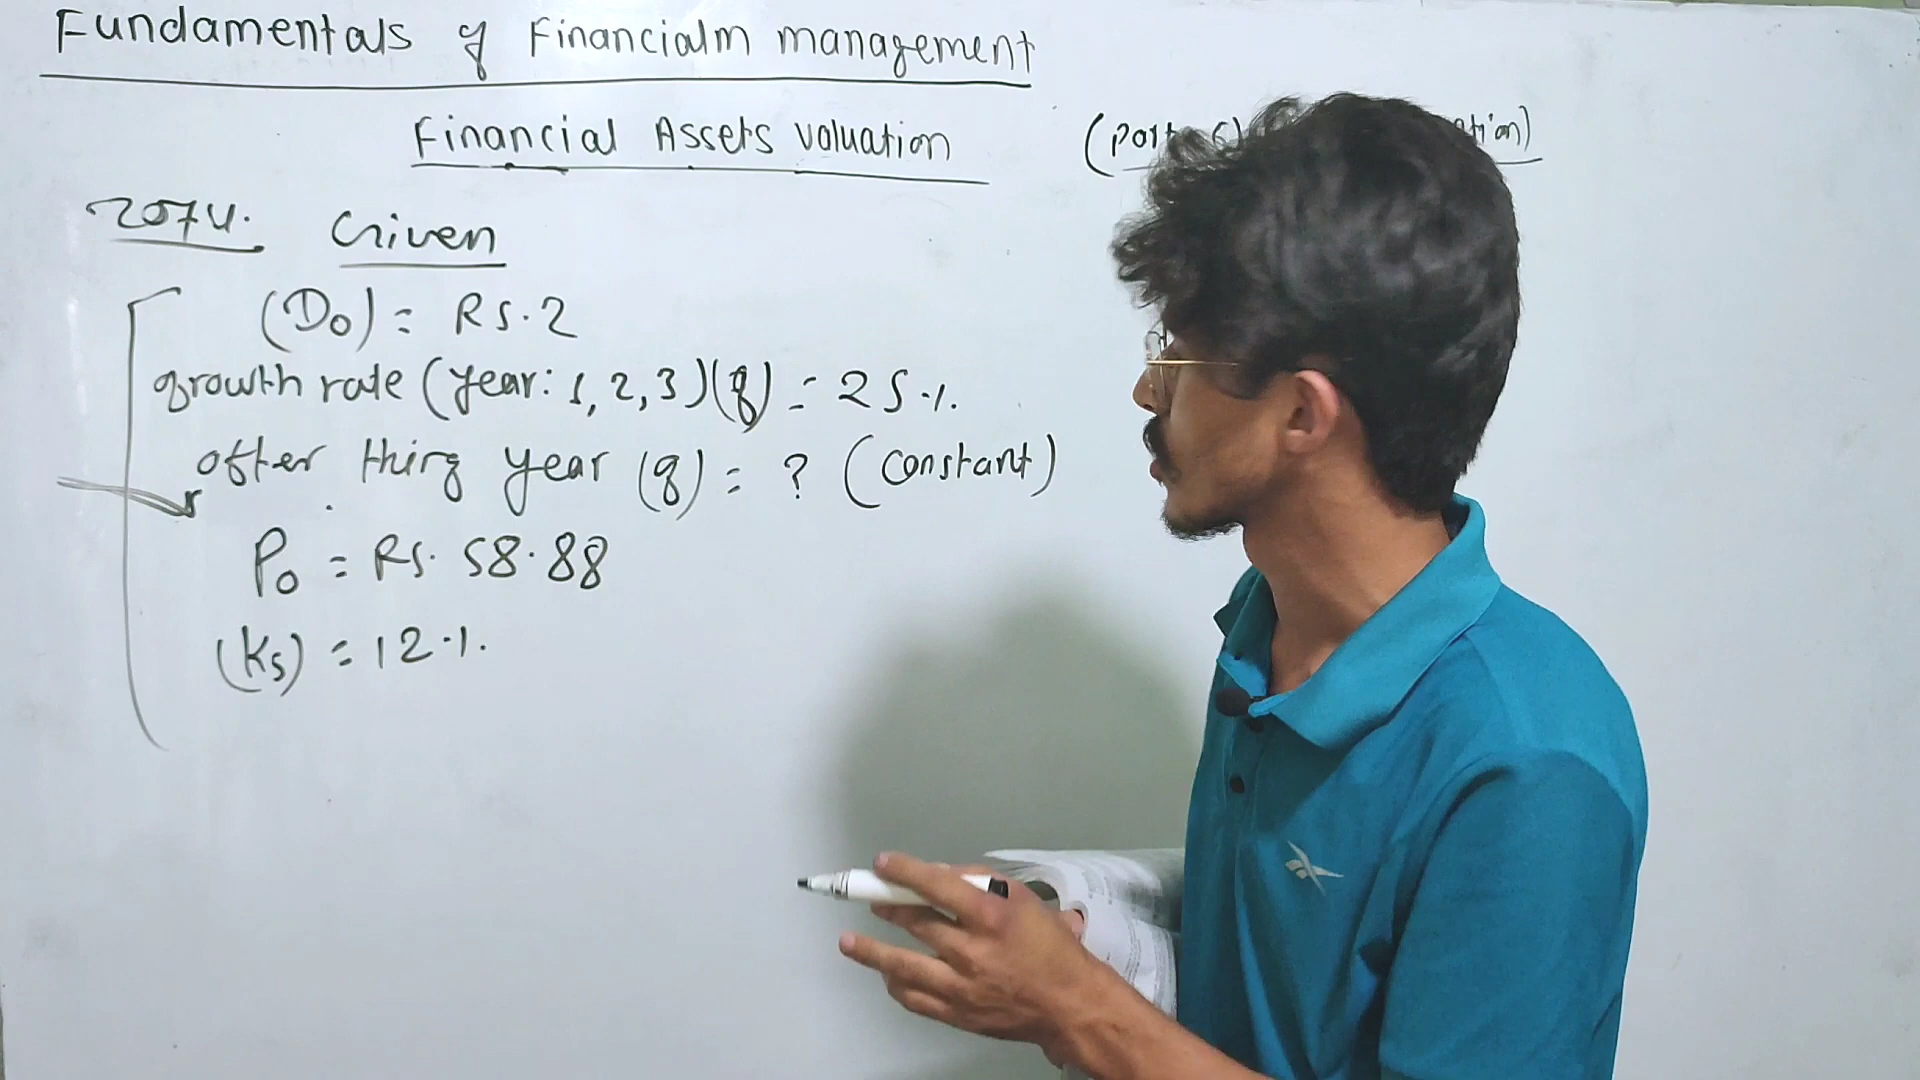 Fundamentals of Financialm management
Financial Assets valuation
2074. Given
(D0) = RS. 2
growth rate (year: 1, 2, 3) (g) = 25%.
after thirg year (g) = ? (constant)
P0 = RS. 58.88
(Ks) = 12%.